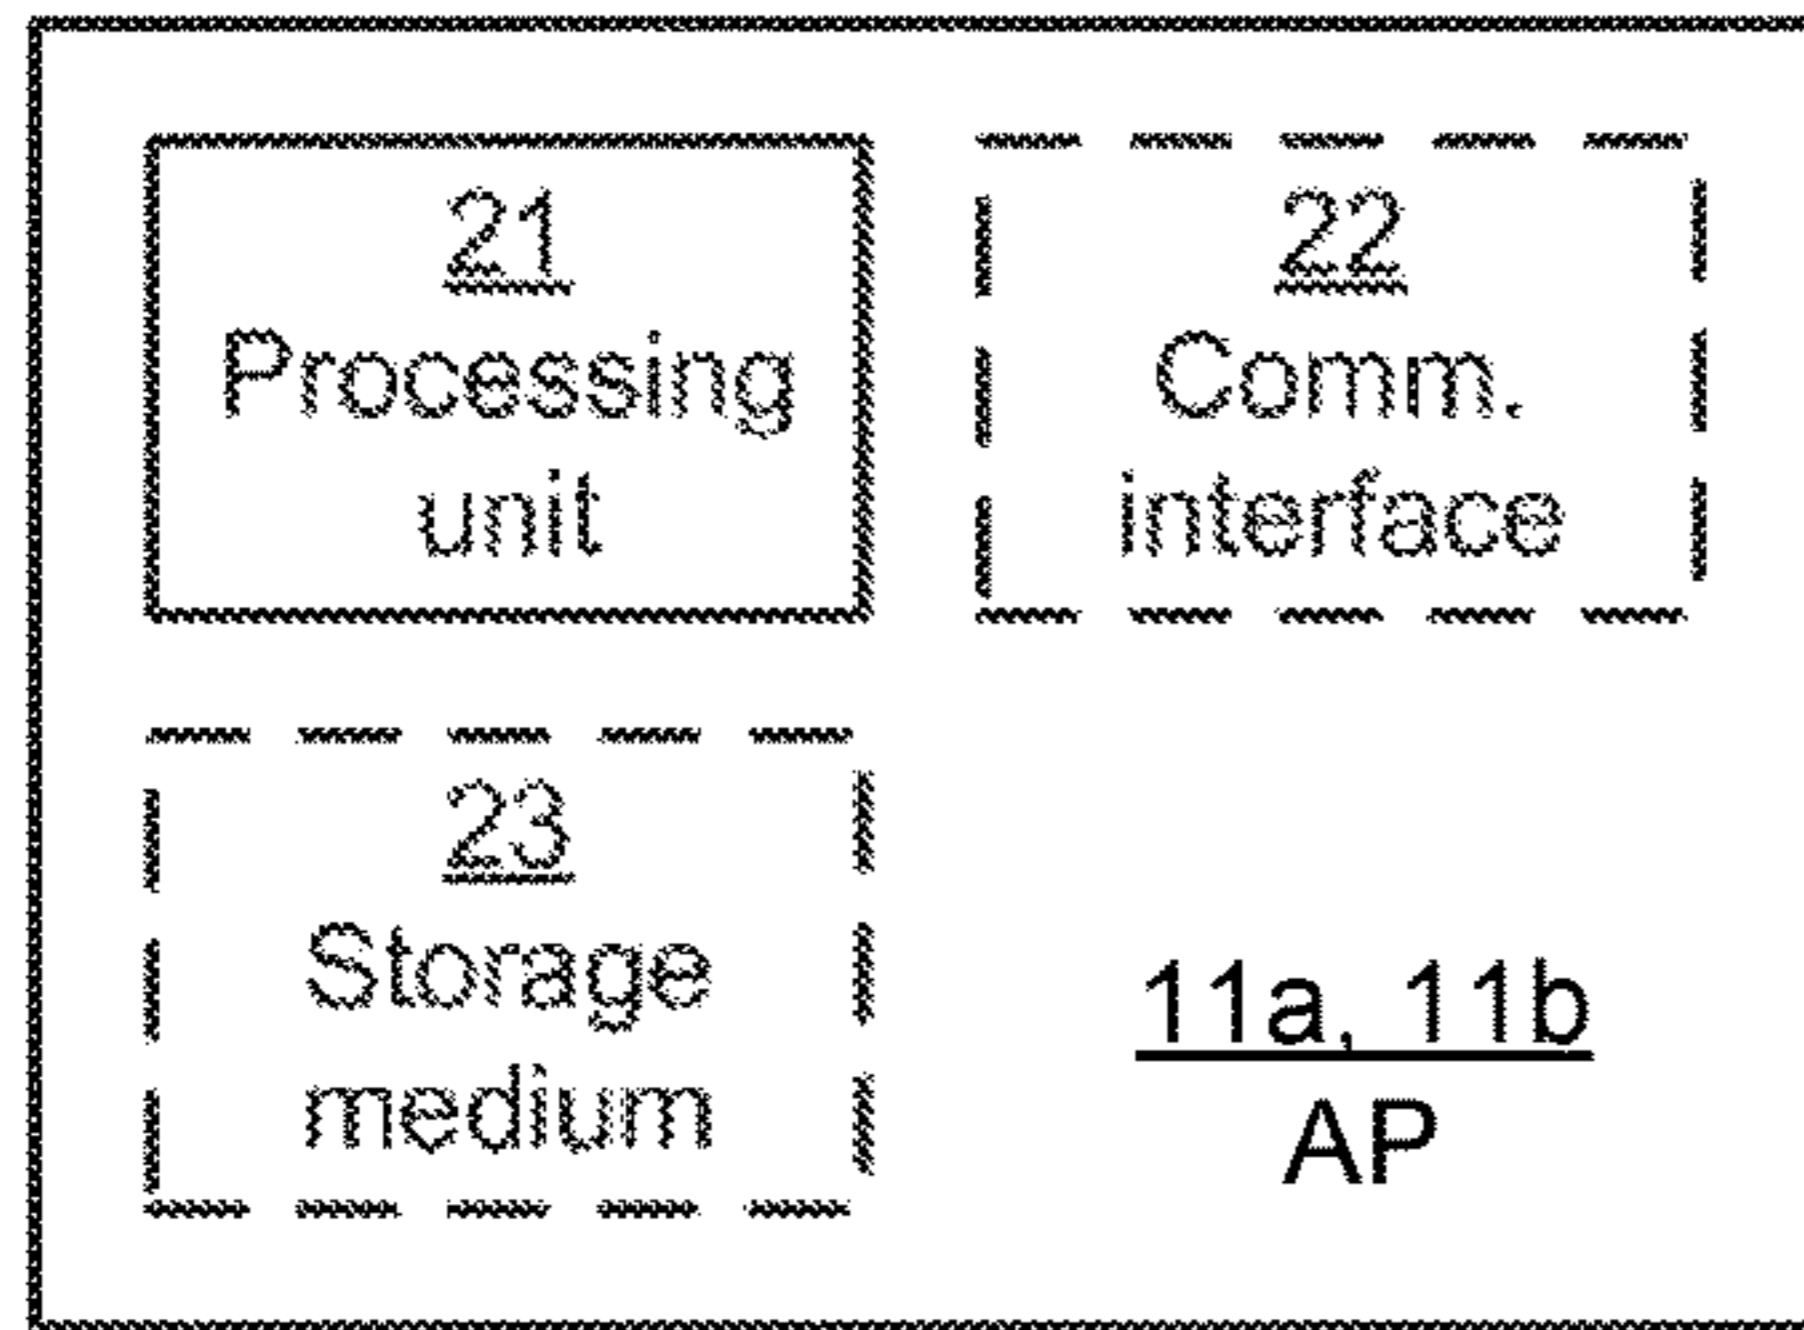 21
Processing
unit
22
Comm.
interface
23
Storage
medium
11a, 11b
AP